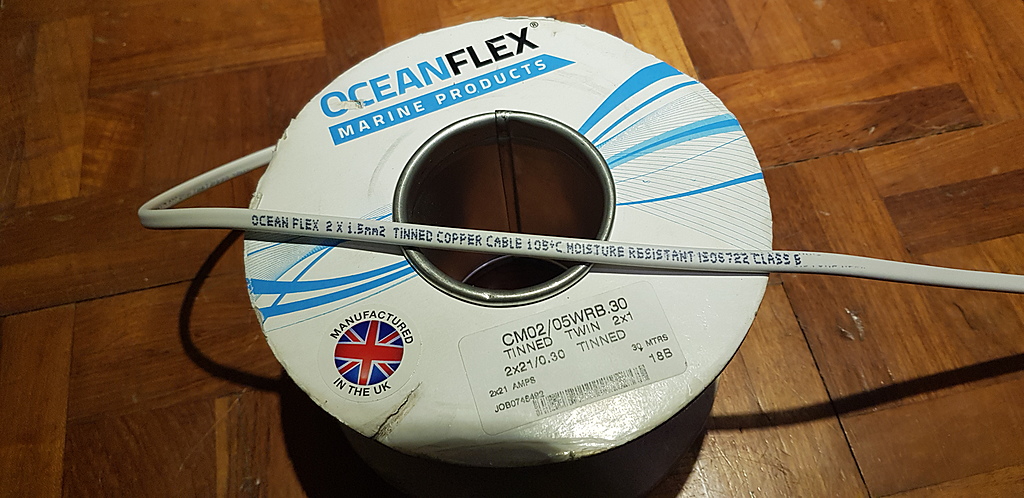 OCEANFLEX®
MARINE PRODUCTS
OCEAN FLEX 2 X 1.5mm2 TINNED COPPER CABLE 105°C MOISTURE RESISTANT ISO6722 CLASS B
MANUFACTURED
IN THE UK
CM02/05WRB.30
TINNED TWIN 2x1
2x21/0.30 TINNED
30 MTRS
2x21 AMPS
18B